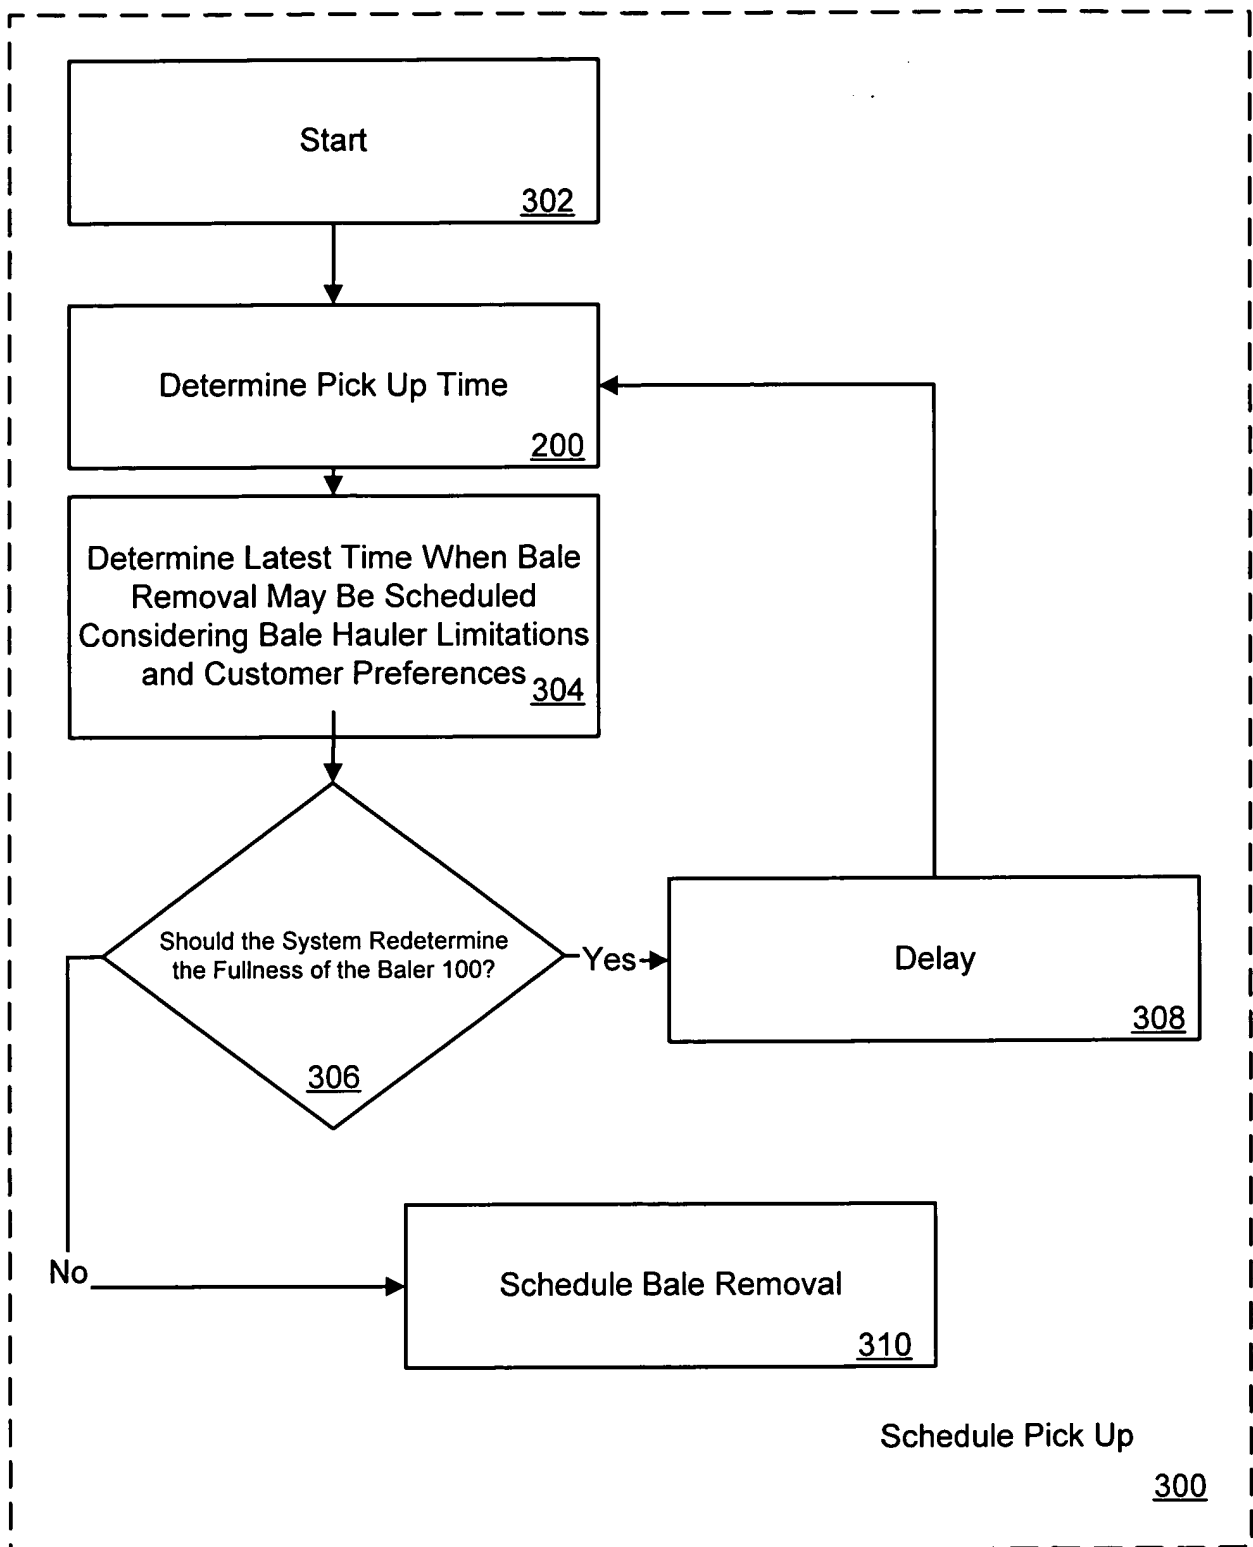 Start
302
Determine Pick Up Time
200
Determine Latest Time When Bale
Removal May Be Scheduled
Considering Bale Hauler Limitations
and Customer Preferences
304
Should the System Redetermine
the Fullness of the Baler 100?
306
Yes
Delay
308
No
Schedule Bale Removal
310
Schedule Pick Up
300